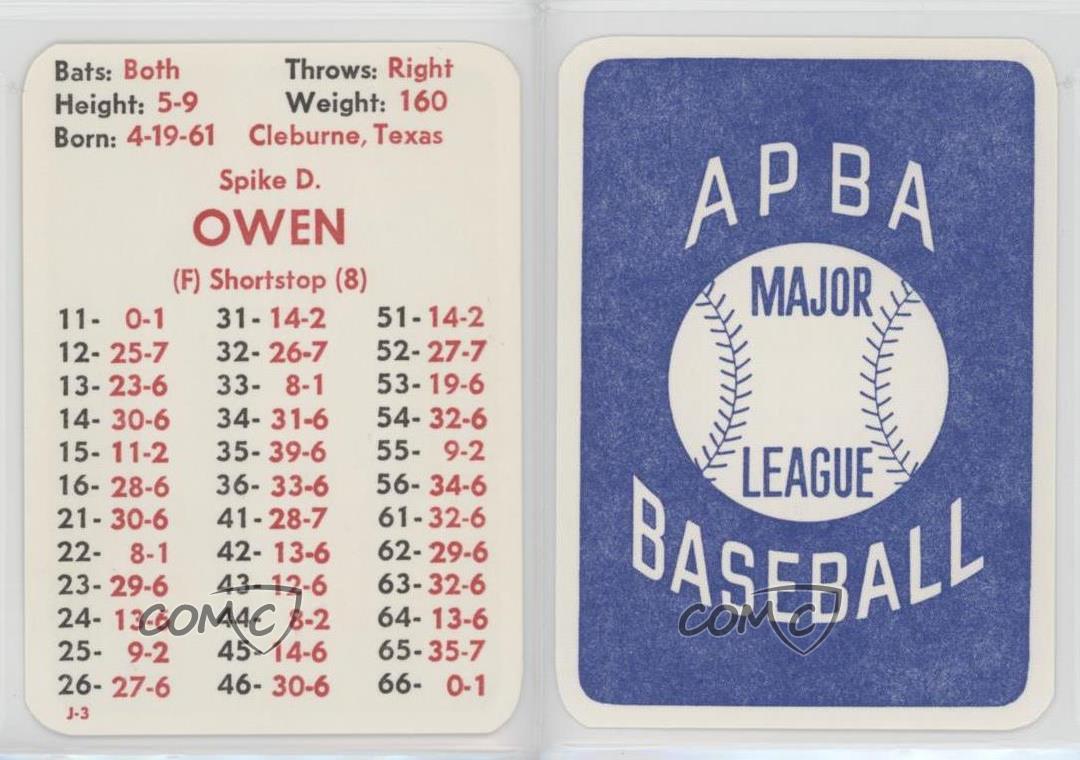 Bats: Both Throws: Right
Height: 5-9 Weight: 160
Born: 4-19-61 Cleburne, Texas
Spike D.
OWEN
(F) Shortstop (8)
11- 0-1 31- 14-2 51- 14-2
12- 25-7 32- 26-7 52- 27-7
13- 23-6 33- 8-1 53- 19-6
14- 30-6 34- 31-6 54- 32-6
15- 11-2 35- 39-6 55- 9-2
16- 28-6 36- 33-6 56- 34-6
21- 30-6 41- 28-7 61- 32-6
22- 8-1 42- 13-6 62- 29-6
23- 29-6 43- 12-6 63- 32-6
24- 13-6 44- 8-2 64- 13-6
25- 9-2 45- 14-6 65- 35-7
26- 27-6 46- 30-6 66- 0-1
J-3
COMC
APBA
MAJOR
LEAGUE
BASEBALL
COMC